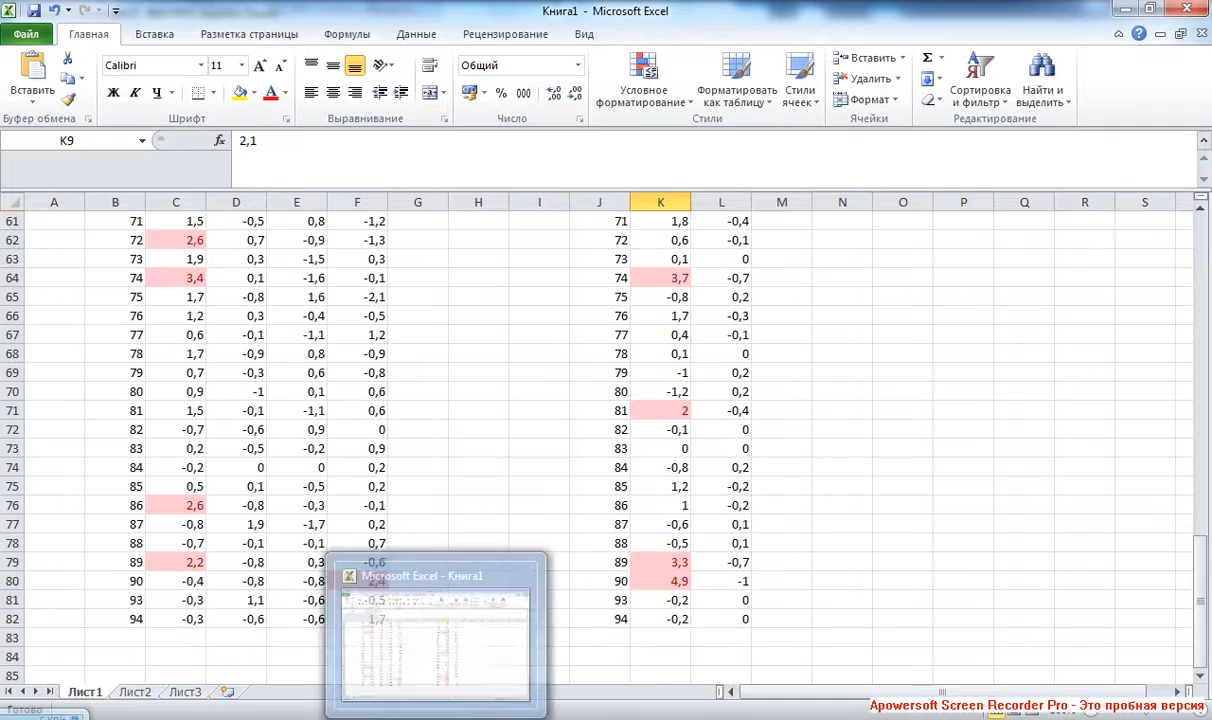 Книга1 - Microsoft Excel
Файл Главная Вставка Разметка страницы Формулы Данные Рецензирование Вид
Calibri 11 Общий
Вставить
Ж К Ч
% 000
Условное форматирование
Форматировать как таблицу
Стили ячеек
Вставить
Удалить
Формат
Сортировка и фильтр
Найти и выделить
Буфер обмена Шрифт Выравнивание Число Стили Ячейки Редактирование
K9 fx 2,1
A B C D E F G H I J K L M N O P Q R S
61 71 1,5 -0,5 0,8 -1,2 71 1,8 -0,4
62 72 2,6 0,7 -0,9 -1,3 72 0,6 -0,1
63 73 1,9 0,3 -1,5 0,3 73 0,1 0
64 74 3,4 0,1 -1,6 -0,1 74 3,7 -0,7
65 75 1,7 -0,8 1,6 -2,1 75 -0,8 0,2
66 76 1,2 0,3 -0,4 -0,5 76 1,7 -0,3
67 77 0,6 -0,1 -1,1 1,2 77 0,4 -0,1
68 78 1,7 -0,9 0,8 -0,9 78 0,1 0
69 79 0,7 -0,3 0,6 -0,8 79 -1 0,2
70 80 0,9 -1 0,1 0,6 80 -1,2 0,2
71 81 1,5 -0,1 -1,1 0,6 81 2 -0,4
72 82 -0,7 -0,6 0,9 0 82 -0,1 0
73 83 0,2 -0,5 -0,2 0,9 83 0 0
74 84 -0,2 0 0 0,2 84 -0,8 0,2
75 85 0,5 0,1 -0,5 0,2 85 1,2 -0,2
76 86 2,6 -0,8 -0,3 -0,1 86 1 -0,2
77 87 -0,8 1,9 -1,7 0,2 87 -0,6 0,1
78 88 -0,7 -0,1 -0,1 0,7 88 -0,5 0,1
79 89 2,2 -0,8 0,3 -0,6 89 3,3 -0,7
80 90 -0,4 -0,8 -0,8 2,4 90 4,9 -1
81 93 -0,3 1,1 -0,6 -0,5 93 -0,2 0
82 94 -0,3 -0,6 -0,6 1,7 94 -0,2 0
83
84
85
Microsoft Excel - Книга1
Лист1 Лист2 Лист3
Готово
Apowersoft Screen Recorder Pro - Это пробная версия